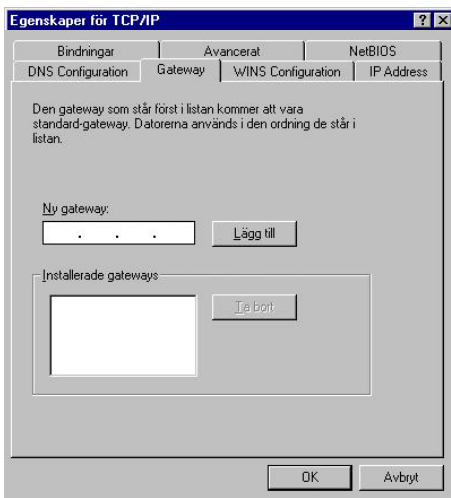 Egenskaper för TCP/IP
Bindningar Avancerat NetBIOS
DNS Configuration Gateway WINS Configuration IP Address
Den gateway som står först i listan kommer att vara
standard-gateway. Datorerna används i den ordning de står i
listan.
Ny gateway:
. . . Lägg till
Installerade gateways
Ta bort
OK Avbryt